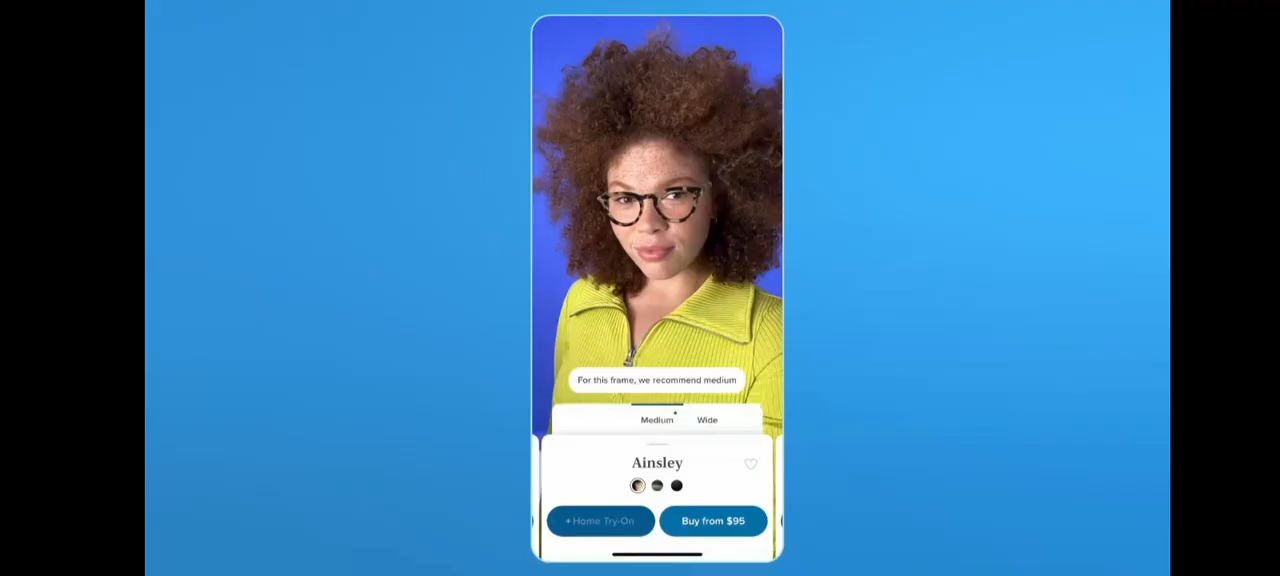 For this frame, we recommend medium
Medium Wide
Ainsley
+ Home Try-On Buy from $95